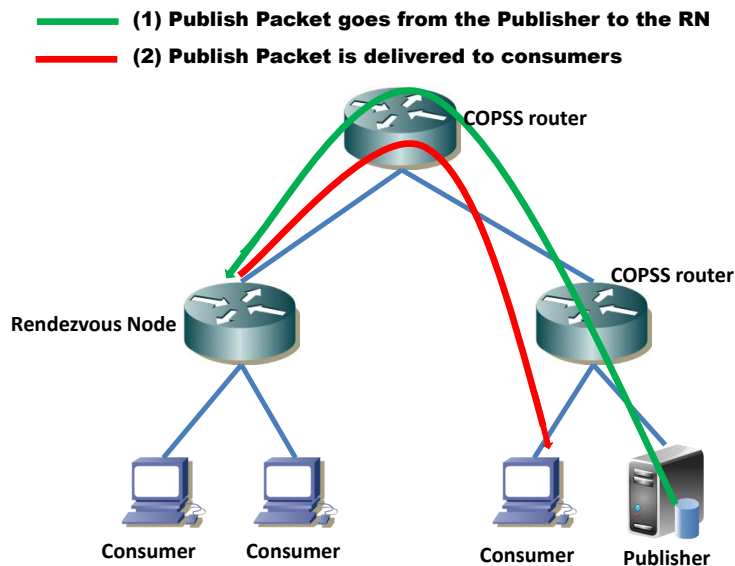 (1) Publish Packet goes from the Publisher to the RN
(2) Publish Packet is delivered to consumers
COPSS router
COPSS router
Rendezvous Node
Consumer
Consumer
Consumer
Publisher